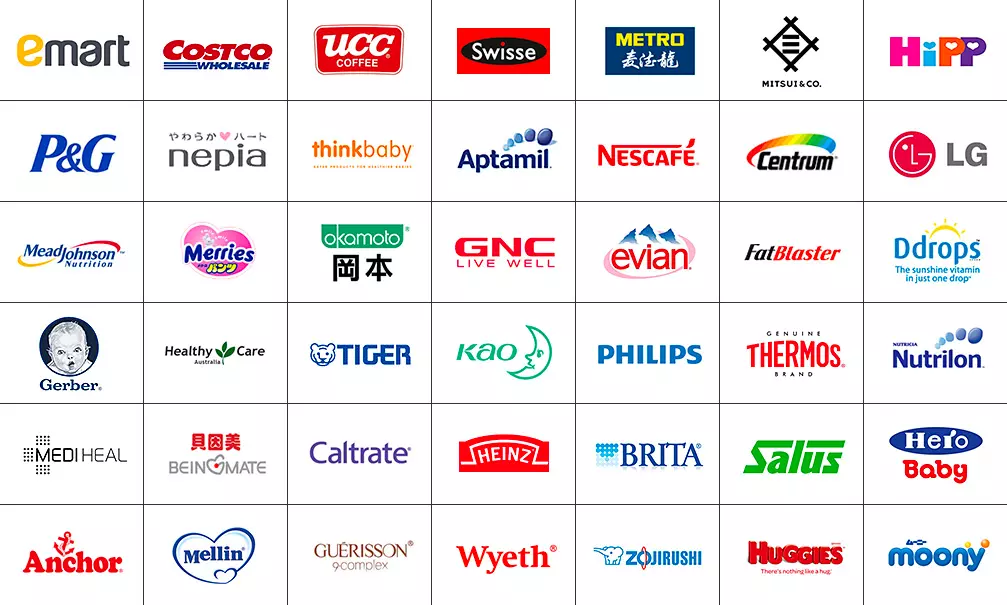 emart
COSTCO
WHOLESALE
UCC
COFFEE
Swisse
METRO
麦德龍
MITSUI & CO.
HiPP
P&G
やわらか ハート
nepia
thinkbaby
Aptamil
NESCAFÉ®
Centrum®
LG
MeadJohnson™
Nutrition
Merries
パンツ
okamoto®
岡本
GNC
LIVE WELL
evian®
FatBlaster
Ddrops
The sunshine vitamin
in just one drop®
Gerber®
Healthy Care
Australia
TIGER
Kao
PHILIPS
GENUINE
THERMOS®
BRAND
NUTRICIA
Nutrilon
MEDIHEAL
貝因美
BEINGMATE
Caltrate®
HEINZ
BRITA®
Salus
Hero
Baby
Anchor
Mellin®
GUÉRISSON®
9·complex
Wyeth®
ZOJIRUSHI
HUGGIES
There's nothing like a hug.
moony